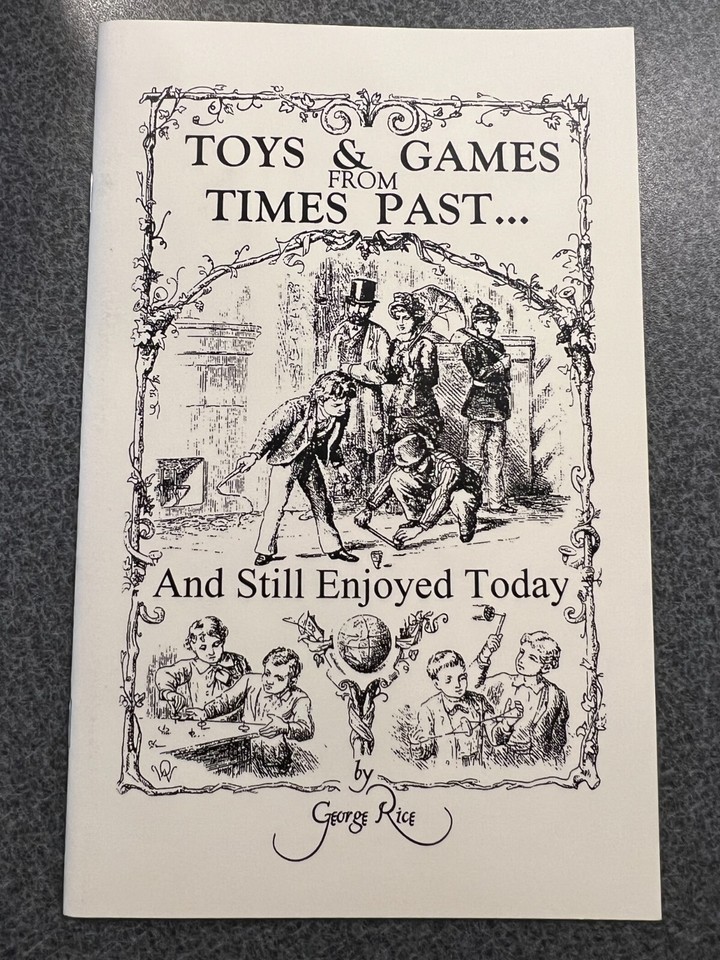 TOYS & GAMES
FROM
TIMES PAST...
And Still Enjoyed Today
by
George Rice